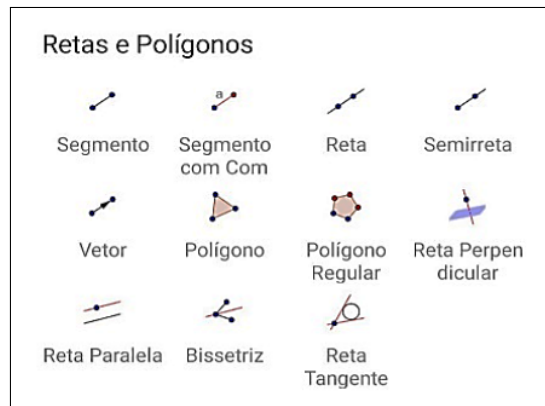 Retas e Polígonos
a
Segmento
Segmento
com Com
Reta
Semirreta
Vetor
Polígono
Polígono
Regular
Reta Perpen
dicular
Reta Paralela
Bissetriz
Reta
Tangente